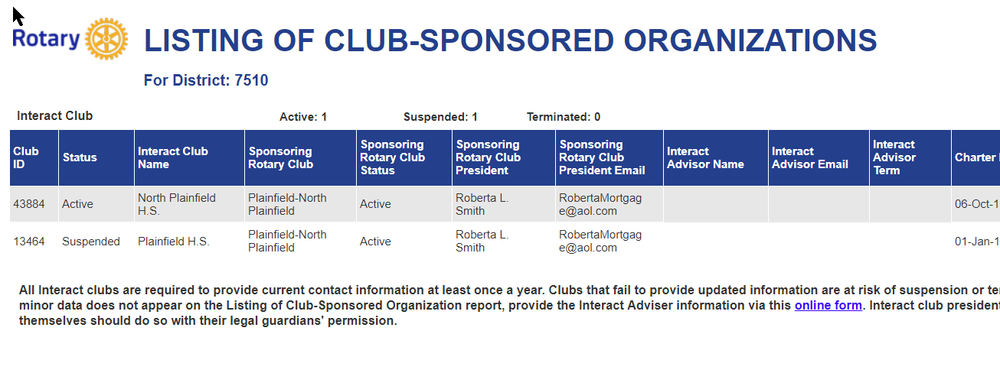 Rotary
LISTING OF CLUB-SPONSORED ORGANIZATIONS
For District: 7510
Interact Club Active: 1 Suspended: 1 Terminated: 0
Club ID Status Interact Club Name Sponsoring Rotary Club Sponsoring Rotary Club Status Sponsoring Rotary Club President Sponsoring Rotary Club President Email Interact Advisor Name Interact Advisor Email Interact Advisor Term Charter
43884 Active North Plainfield H.S. Plainfield-North Plainfield Active Roberta L. Smith RobertaMortgage@aol.com 06-Oct-1
13464 Suspended Plainfield H.S. Plainfield-North Plainfield Active Roberta L. Smith RobertaMortgage@aol.com 01-Jan-1
All Interact clubs are required to provide current contact information at least once a year. Clubs that fail to provide updated information are at risk of suspension or
minor data does not appear on the Listing of Club-Sponsored Organization report, provide the Interact Adviser information via this online form. Interact club president
themselves should do so with their legal guardians' permission.